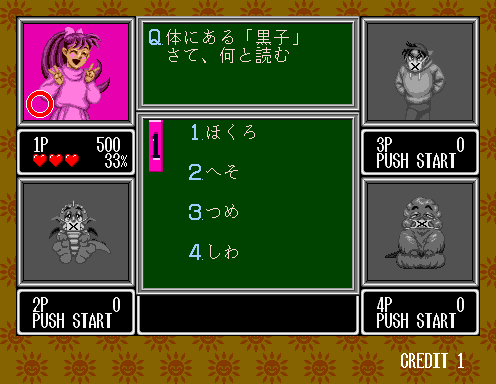 Q.体にある「黒子」
さて、何と読む
1
1.ほくろ
2.へそ
3.つめ
4.しわ
1P 500
33%
3P 0
PUSH START
2P 0
PUSH START
4P 0
PUSH START
CREDIT 1